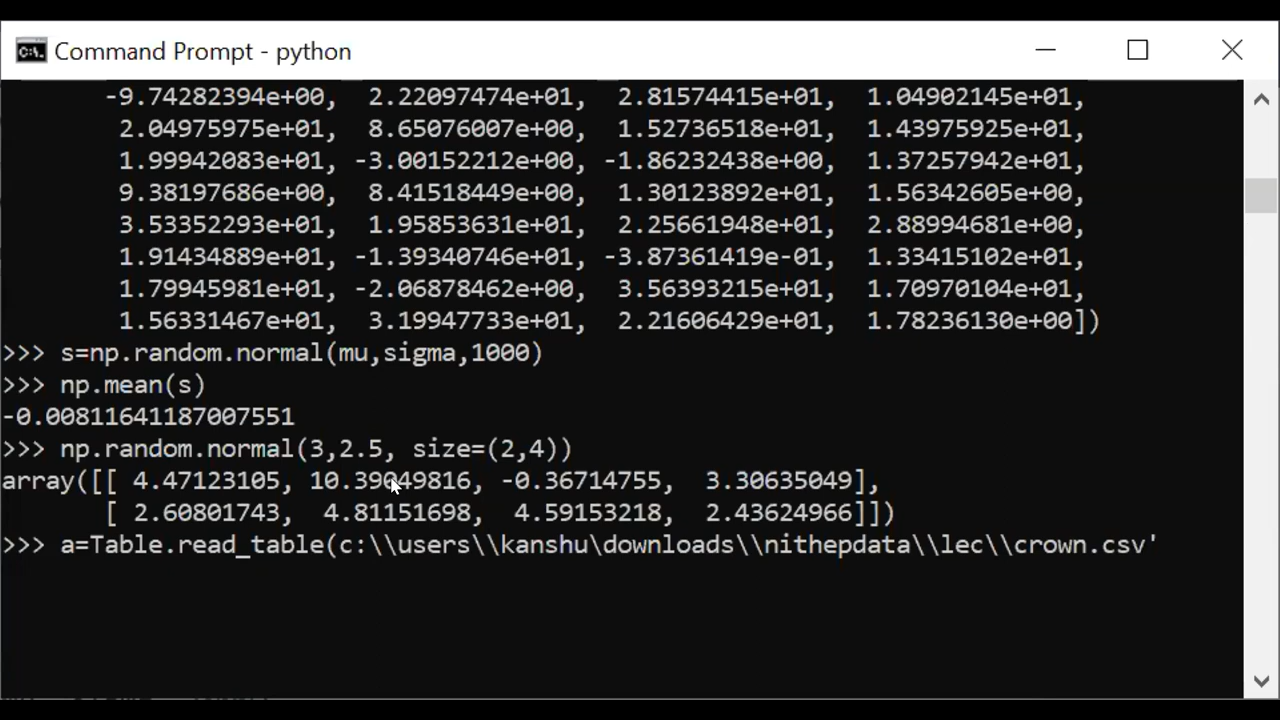 Command Prompt - python
-9.74282394e+00, 2.22097474e+01, 2.81574415e+01, 1.04902145e+01,
2.04975975e+01, 8.65076007e+00, 1.52736518e+01, 1.43975925e+01,
1.99942083e+01, -3.00152212e+00, -1.86232438e+00, 1.37257942e+01,
9.38197686e+00, 8.41518449e+00, 1.30123892e+01, 1.56342605e+00,
3.53352293e+01, 1.95853631e+01, 2.25661948e+01, 2.88994681e+00,
1.91434889e+01, -1.39340746e+01, -3.87361419e-01, 1.33415102e+01,
1.79945981e+01, -2.06878462e+00, 3.56393215e+01, 1.70970104e+01,
1.56331467e+01, 3.19947733e+01, 2.21606429e+01, 1.78236130e+00])
>>> s=np.random.normal(mu,sigma,1000)
>>> np.mean(s)
-0.00811641187007551
>>> np.random.normal(3,2.5, size=(2,4))
array([[ 4.47123105, 10.39049816, -0.36714755, 3.30635049],
[ 2.60801743, 4.81151698, 4.59153218, 2.43624966]])
>>> a=Table.read_table(c:\\users\\kanshu\downloads\\nithepdata\\lec\\crown.csv'